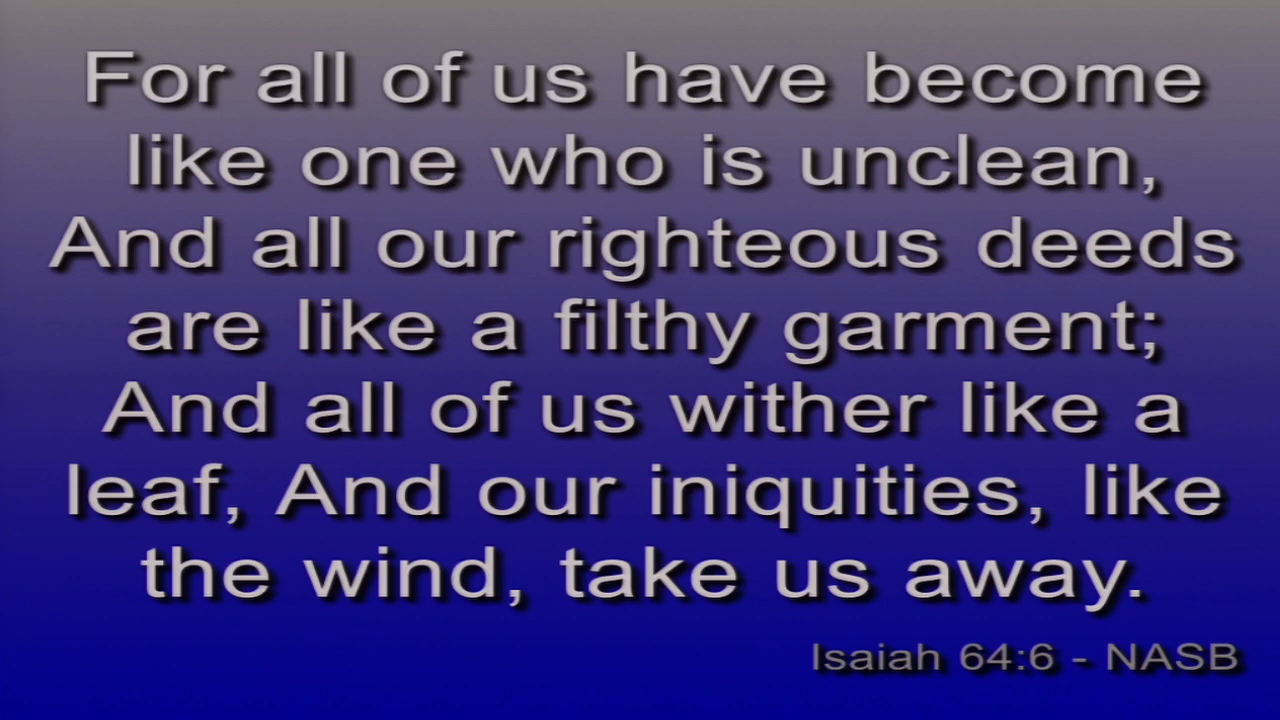 For all of us have become
like one who is unclean,
And all our righteous deeds
are like a filthy garment;
And all of us wither like a
leaf, And our iniquities, like
the wind, take us away.
Isaiah 64:6 - NASB